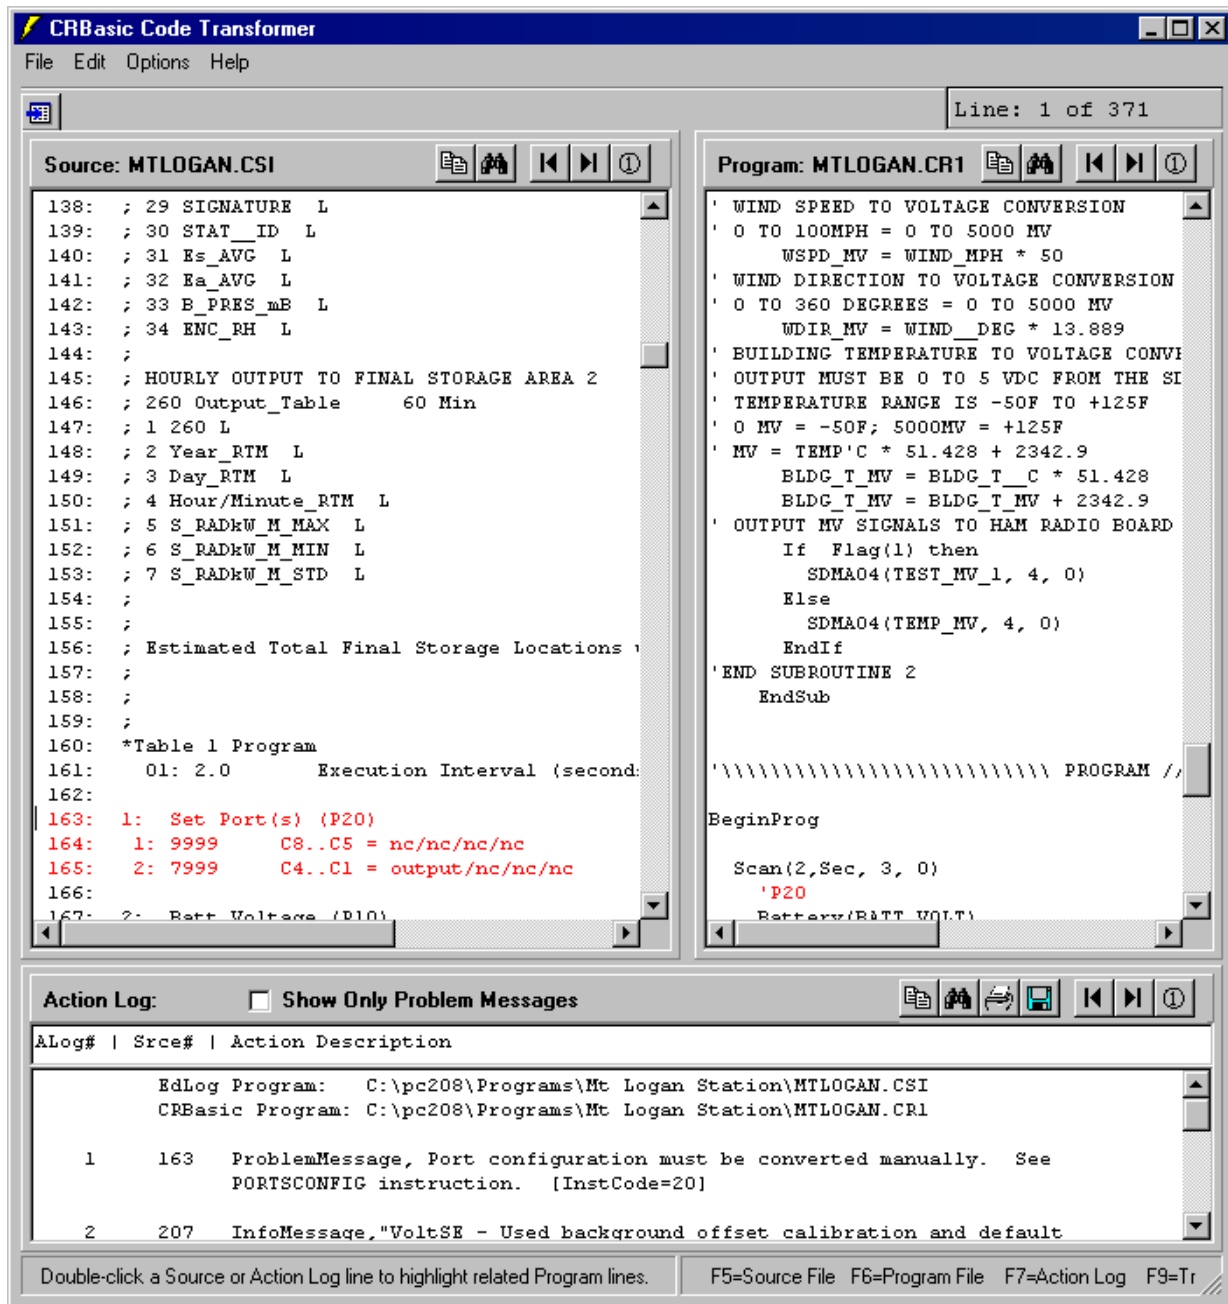 CRBasic Code Transformer
File Edit Options Help
Line: 1 of 371
Source: MTLOGAN.CSI
138: ; 29 SIGNATURE L
139: ; 30 STAT__ID L
140: ; 31 Es_AVG L
141: ; 32 Ea_AVG L
142: ; 33 B_PRES_mB L
143: ; 34 ENC_RH L
144: ;
145: ; HOURLY OUTPUT TO FINAL STORAGE AREA 2
146: ; 260 Output_Table 60 Min
147: ; 1 260 L
148: ; 2 Year_RTM L
149: ; 3 Day_RTM L
150: ; 4 Hour/Minute_RTM L
151: ; 5 S_RADkW_M_MAX L
152: ; 6 S_RADkW_M_MIN L
153: ; 7 S_RADkW_M_STD L
154: ;
155: ;
156: ; Estimated Total Final Storage Locations
157: ;
158: ;
159: ;
160: *Table 1 Program
161: 01: 2.0 Execution Interval (second
162:
163: 1: Set Port(s) (P20)
164: 1: 9999 C8..C5 = nc/nc/nc/nc
165: 2: 7999 C4..C1 = output/nc/nc/nc
166:
167: 2: Batt Voltage (P10)
Program: MTLOGAN.CR1
' WIND SPEED TO VOLTAGE CONVERSION
' 0 TO 100MPH = 0 TO 5000 MV
WSPD_MV = WIND_MPH * 50
' WIND DIRECTION TO VOLTAGE CONVERSION
' 0 TO 360 DEGREES = 0 TO 5000 MV
WDIR_MV = WIND__DEG * 13.889
' BUILDING TEMPERATURE TO VOLTAGE CONVE
' OUTPUT MUST BE 0 TO 5 VDC FROM THE SI
' TEMPERATURE RANGE IS -50F TO +125F
' 0 MV = -50F; 5000MV = +125F
' MV = TEMP'C * 51.428 + 2342.9
BLDG_T_MV = BLDG_T__C * 51.428
BLDG_T_MV = BLDG_T_MV + 2342.9
' OUTPUT MV SIGNALS TO HAM RADIO BOARD
If Flag(1) then
SDMAO4(TEST_MV_1, 4, 0)
Else
SDMAO4(TEMP_MV, 4, 0)
EndIf
'END SUBROUTINE 2
EndSub
'\\\\\\\\\\\\\\\\\\\\\\\\\\\ PROGRAM //
BeginProg
Scan(2,Sec, 3, 0)
'P20
Battery(BATT_VOLT)
Action Log: Show Only Problem Messages
ALog# | Srce# | Action Description
EdLog Program: C:\pc208\Programs\Mt Logan Station\MTLOGAN.CSI
CRBasic Program: C:\pc208\Programs\Mt Logan Station\MTLOGAN.CR1
1 163 ProblemMessage, Port configuration must be converted manually. See
PORTSCONFIG instruction. [InstCode=20]
2 207 InfoMessage,"VoltSE - Used background offset calibration and default
Double-click a Source or Action Log line to highlight related Program lines.
F5=Source File F6=Program File F7=Action Log F9=Tr